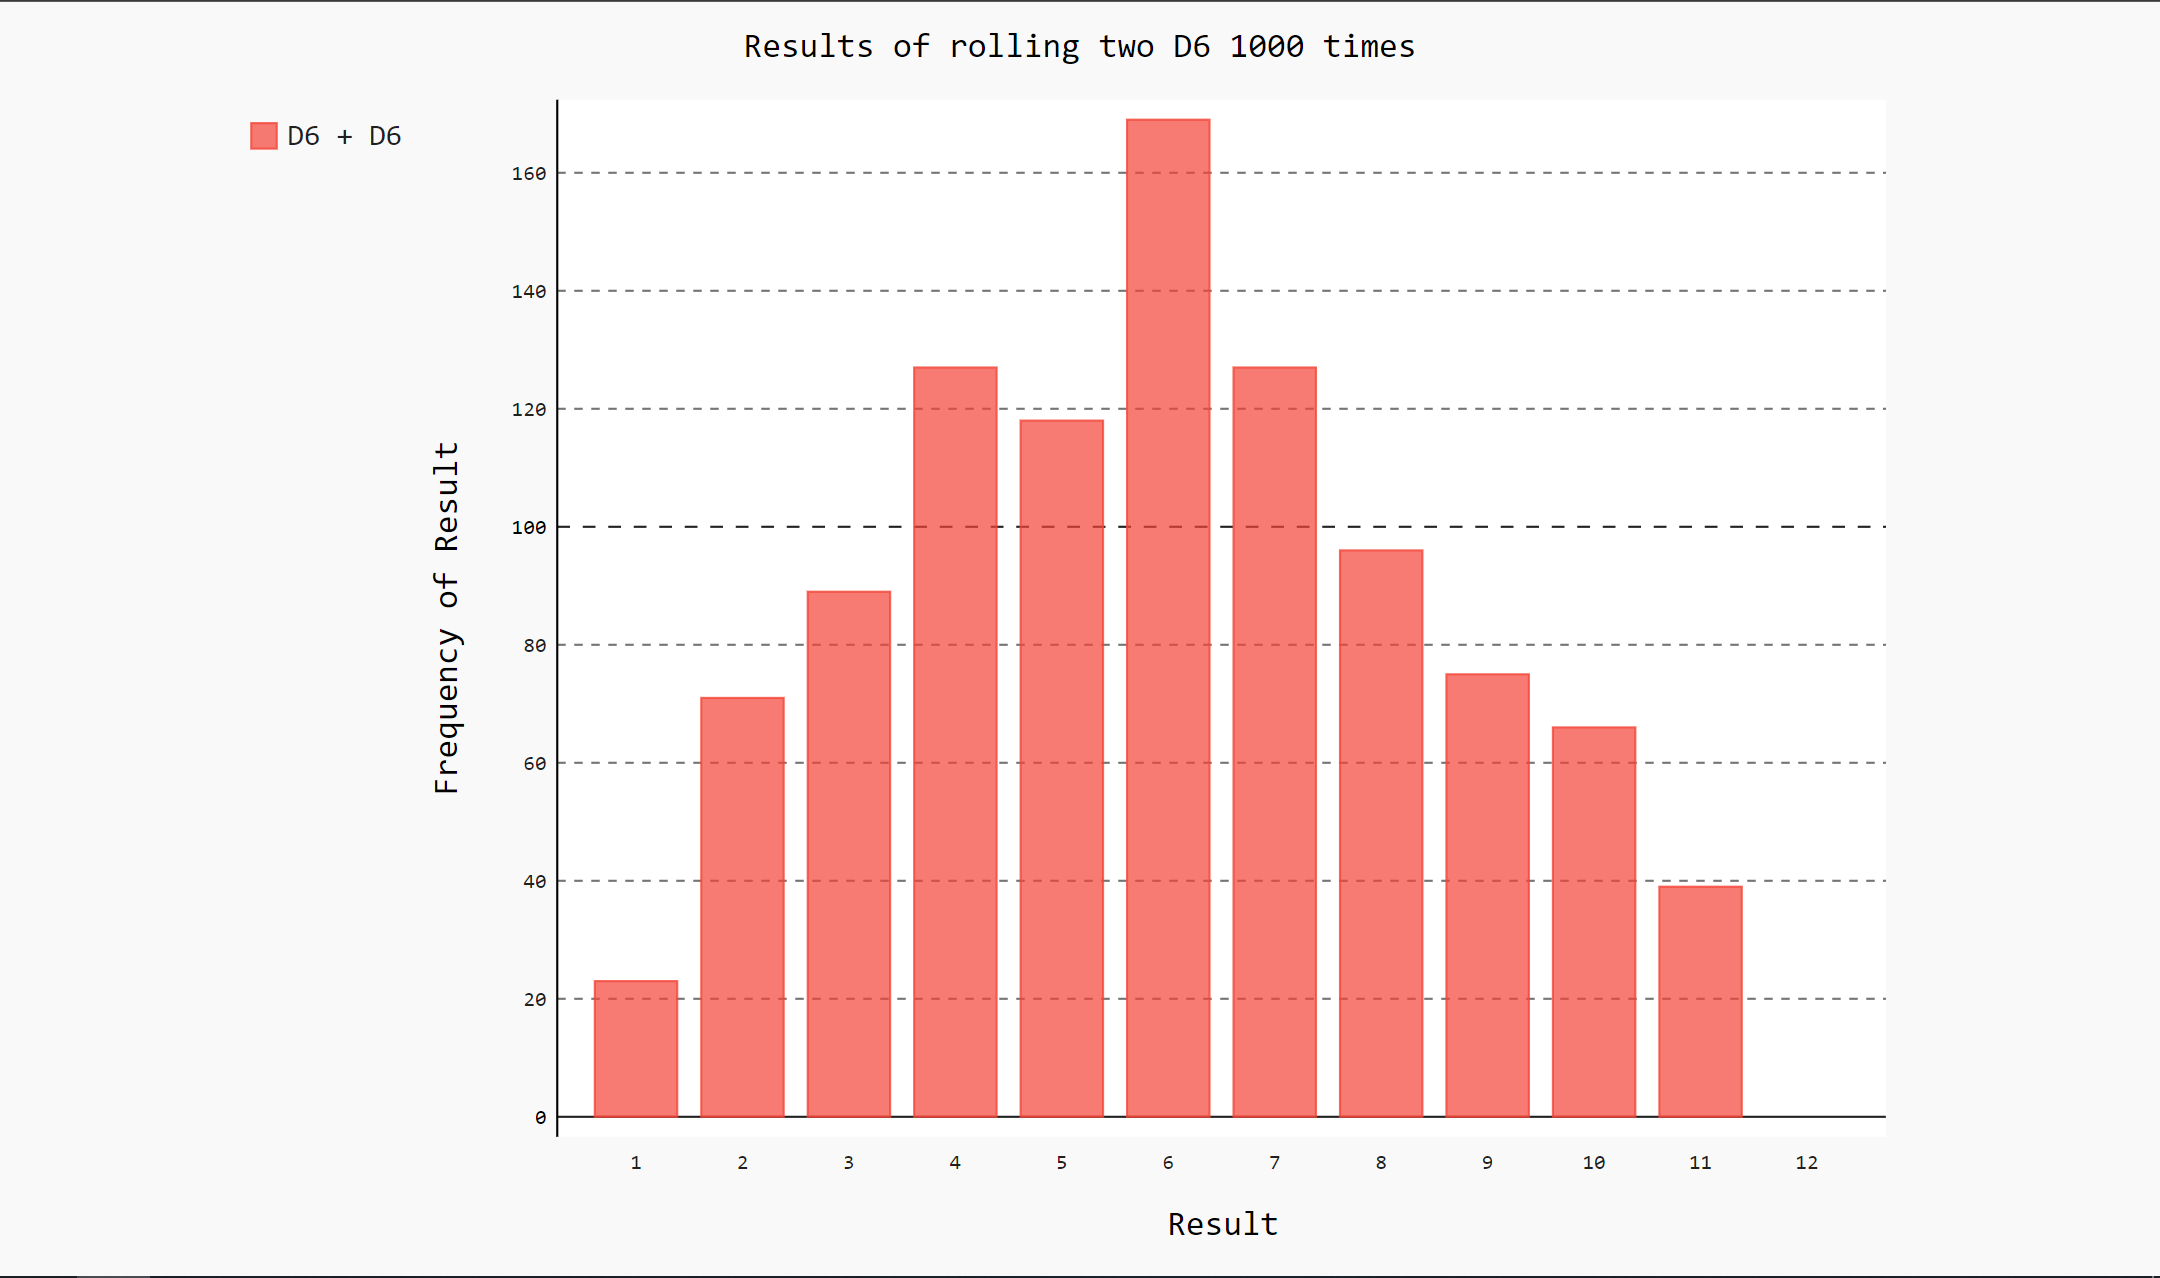 Results of rolling two D6 1000 times
D6 + D6
160
140
120
100
80
60
40
20
0
Frequency of Result
1 2 3 4 5 6 7 8 9 10 11 12
Result